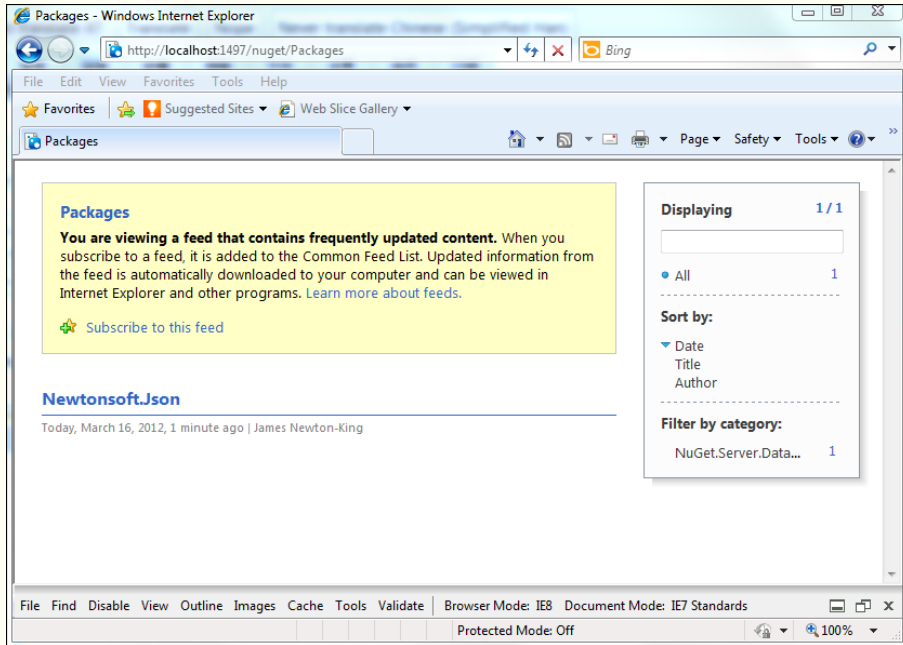 Packages - Windows Internet Explorer
http://localhost:1497/nuget/Packages
Bing
File Edit View Favorites Tools Help
Favorites Suggested Sites Web Slice Gallery
Packages Page Safety Tools »
Packages
You are viewing a feed that contains frequently updated content. When you
subscribe to a feed, it is added to the Common Feed List. Updated information from
the feed is automatically downloaded to your computer and can be viewed in
Internet Explorer and other programs. Learn more about feeds.
Subscribe to this feed
Newtonsoft.Json
Today, March 16, 2012, 1 minute ago | James Newton-King
Displaying 1 / 1
All 1
Sort by:
Date
Title
Author
Filter by category:
NuGet.Server.Data... 1
File Find Disable View Outline Images Cache Tools Validate Browser Mode: IE8 Document Mode: IE7 Standards
Protected Mode: Off 100%